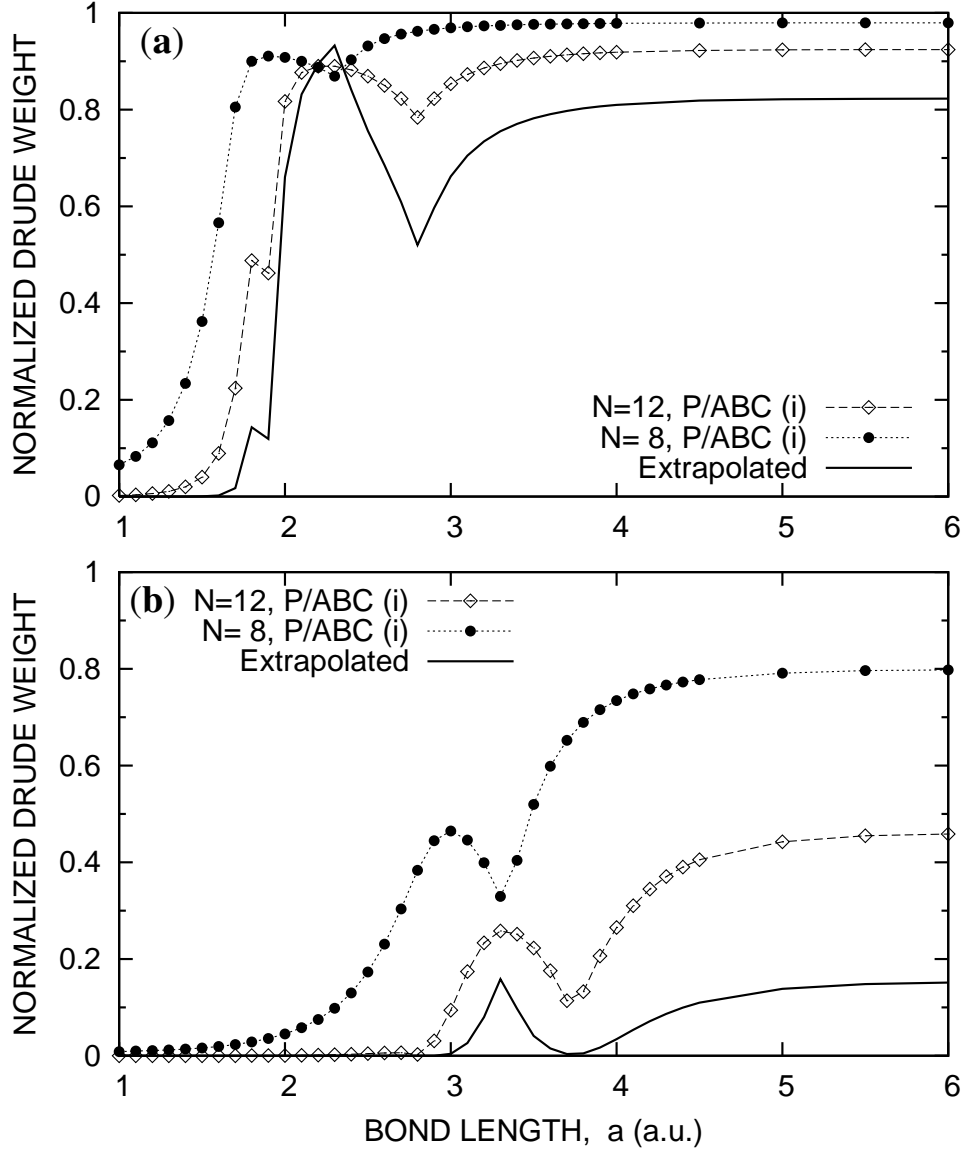 (a)
NORMALIZED DRUDE WEIGHT
1
0.8
0.6
0.4
0.2
0
N=12, P/ABC (i)
N= 8, P/ABC (i)
Extrapolated
1 2 3 4 5 6
(b)
NORMALIZED DRUDE WEIGHT
1
0.8
0.6
0.4
0.2
0
N=12, P/ABC (i)
N= 8, P/ABC (i)
Extrapolated
1 2 3 4 5 6
BOND LENGTH, a (a.u.)